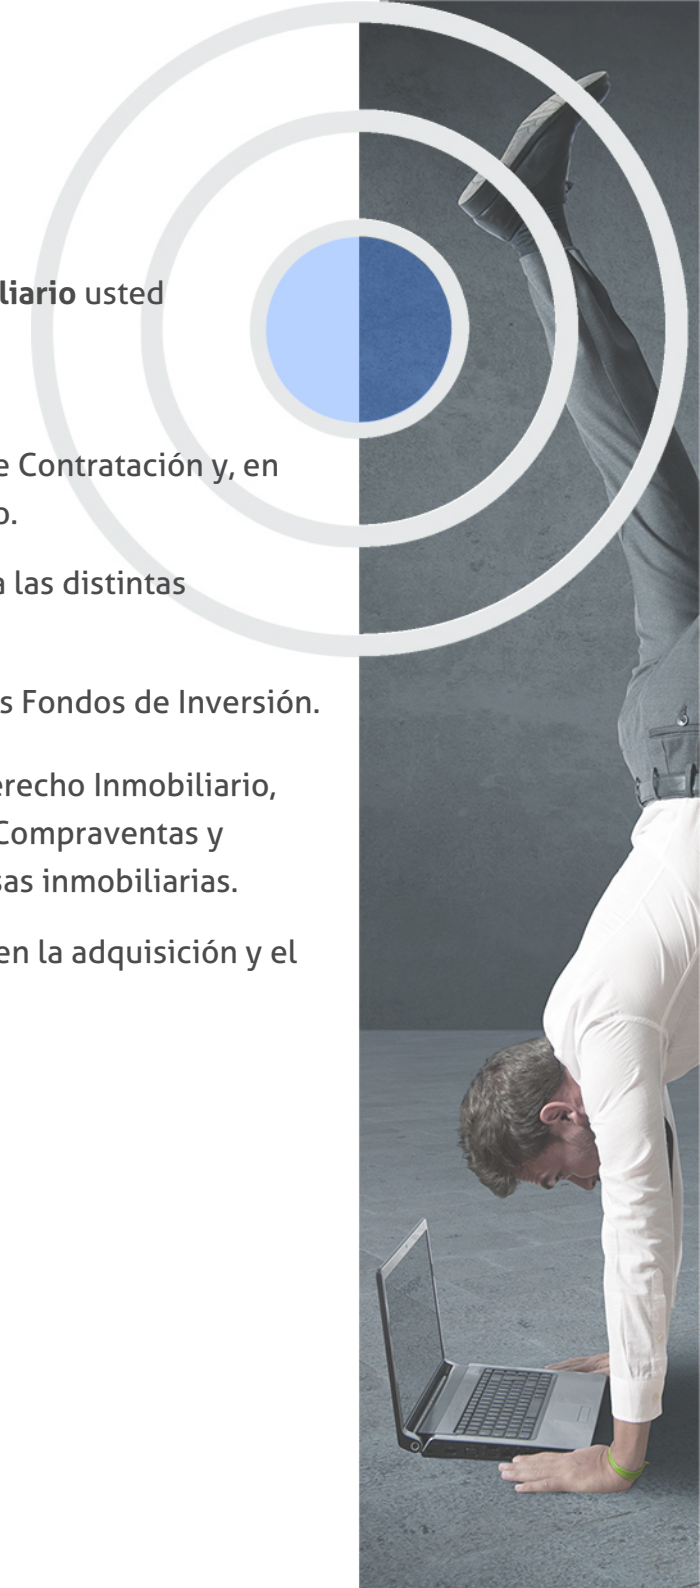 liario usted
e Contratación y, en
o.
a las distintas
s Fondos de Inversión.
erecho Inmobiliario,
Compraventas y
sas inmobiliarias.
en la adquisición y el